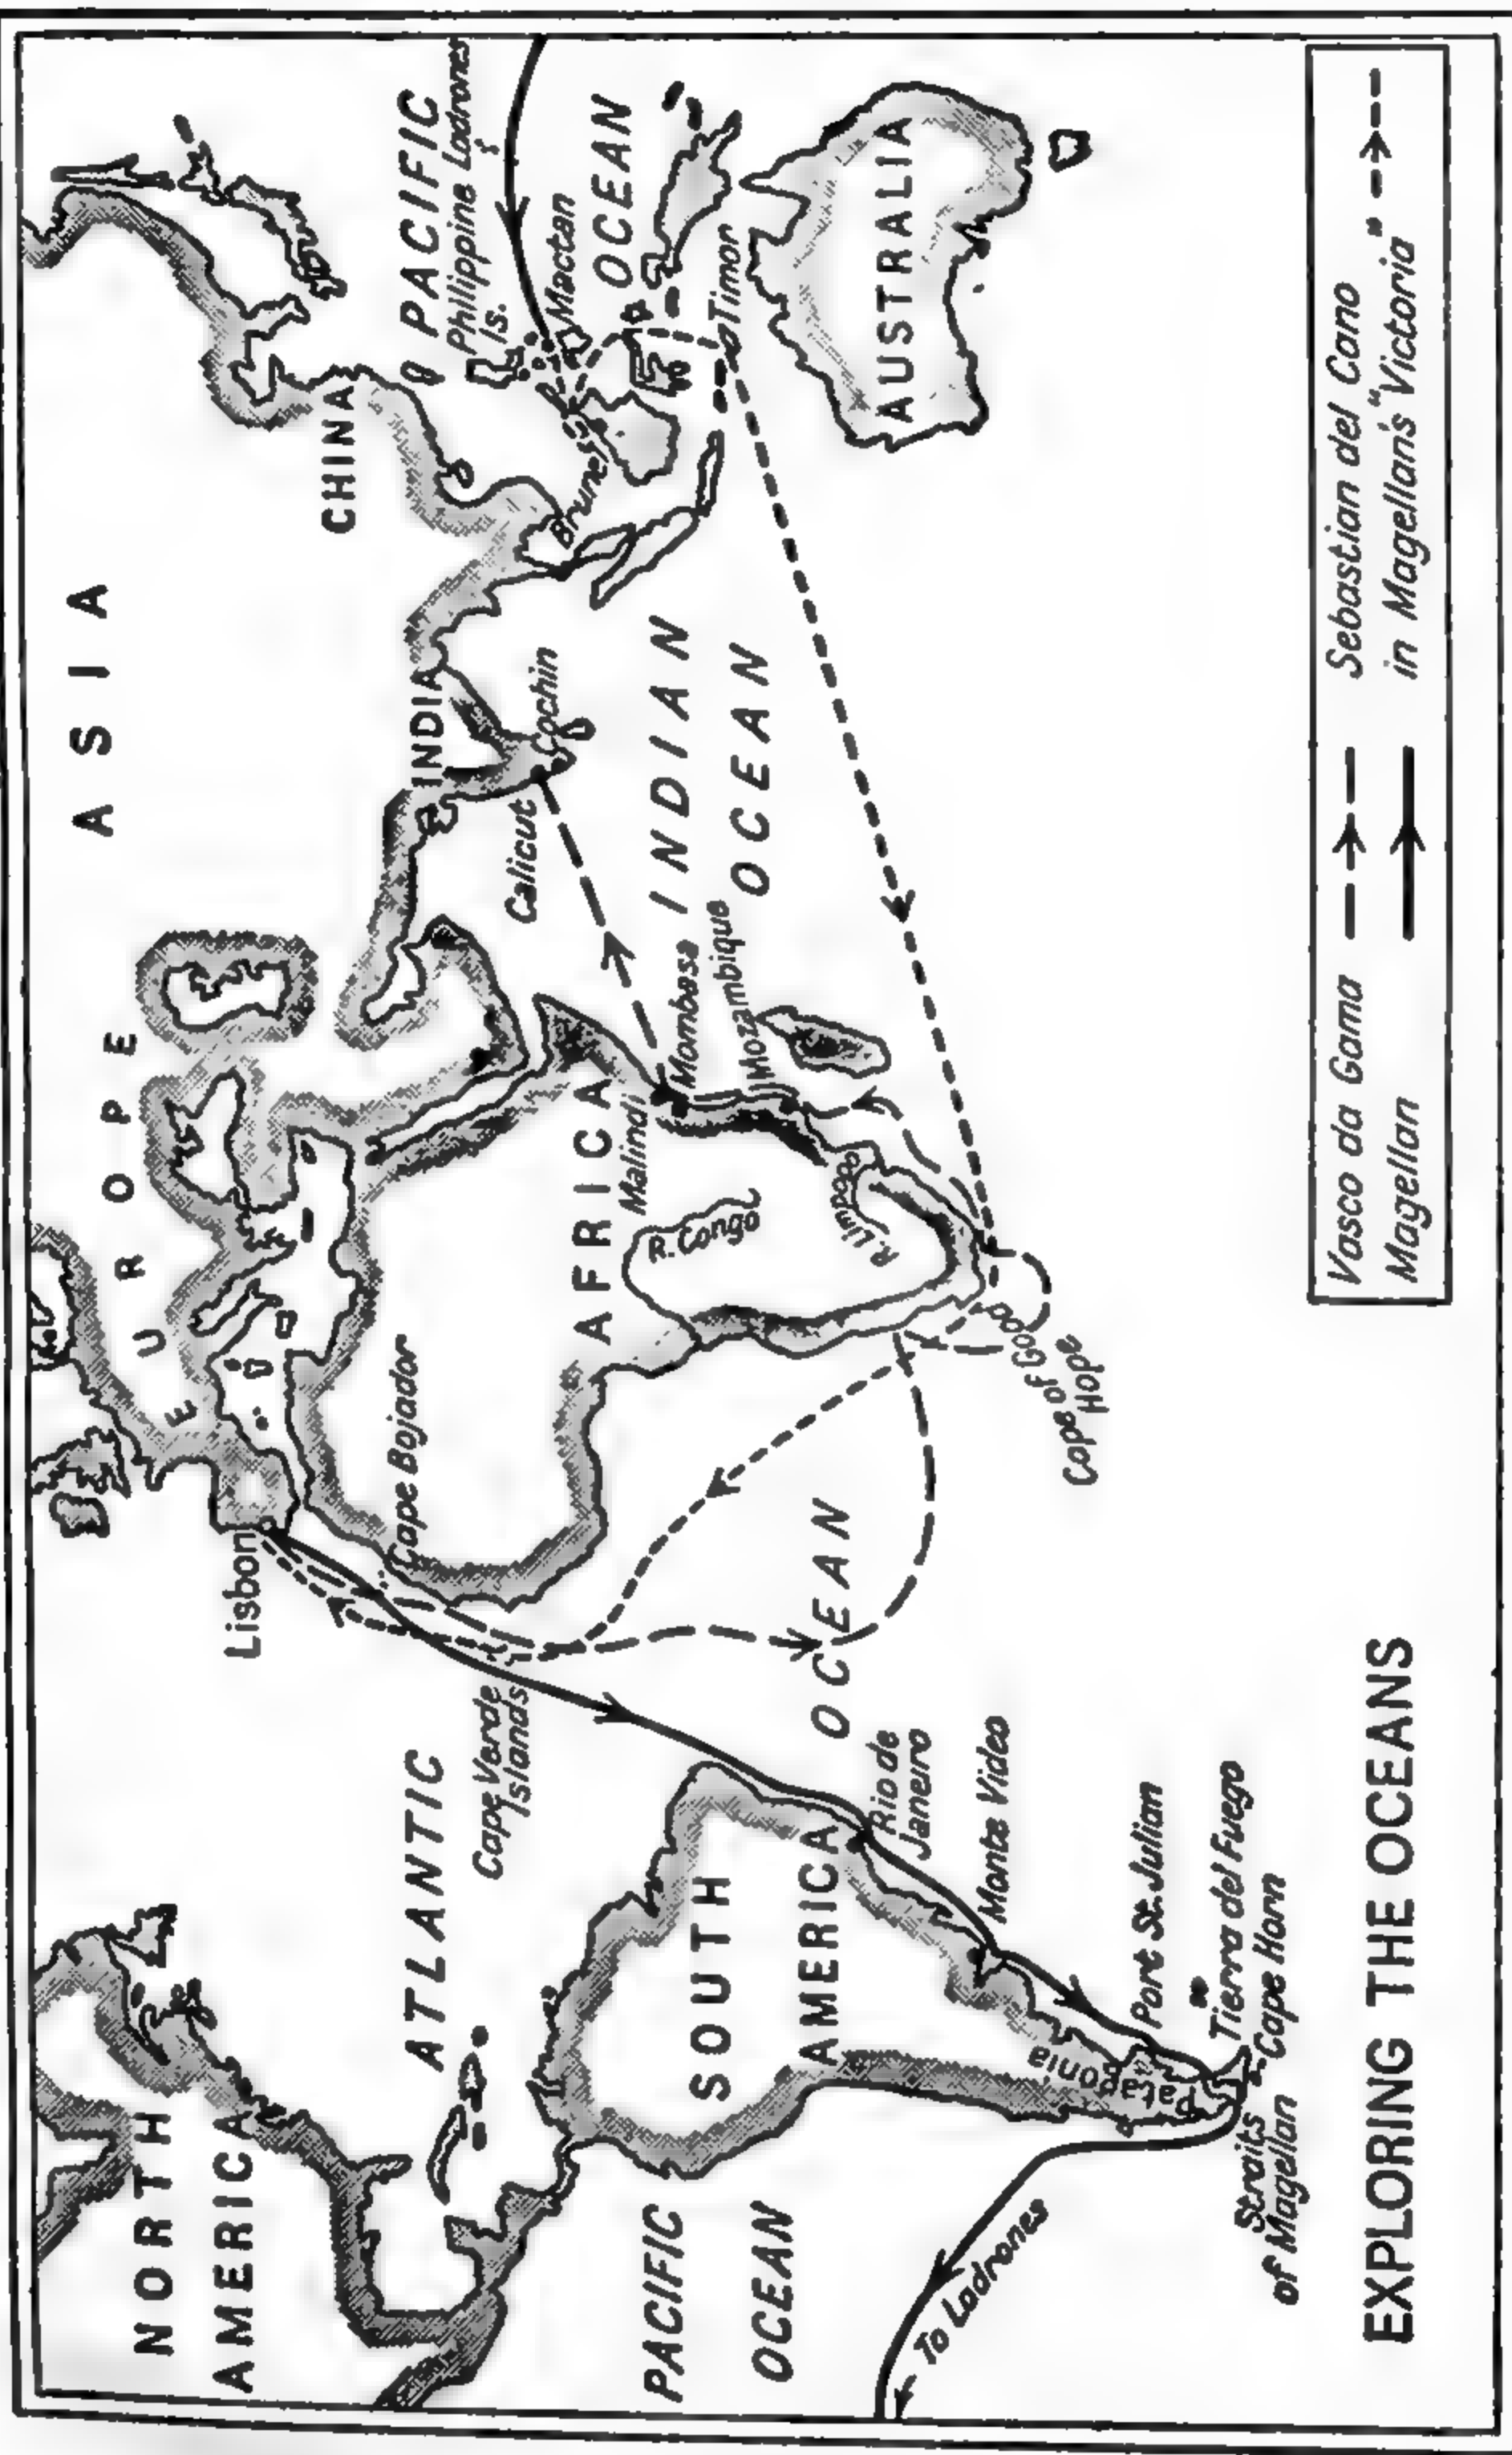 NORTH
AMERICA
ATLANTIC
OCEAN
PACIFIC
OCEAN
SOUTH
AMERICA
Cape Verde
Islands
Rio de
Janeiro
Monte Video
Port St. Julian
Patagonia
Tierra del Fuego
Cape Horn
Straits
of Magellan
To Ladrones
EUROPE
Lisbon
Cape Bojador
AFRICA
Malindi
Mombasa
Mozambique
R. Congo
R. Limpopo
Cape of Good
Hope
ASIA
INDIA
Calicut
Cochin
INDIAN
OCEAN
CHINA
PACIFIC
OCEAN
Philippine
Is.
Ladrones
Mactan
Brunei
Timor
AUSTRALIA
EXPLORING THE OCEANS
Vasco da Gama
Magellan
Sebastian del Cano
in Magellan's "Victoria"